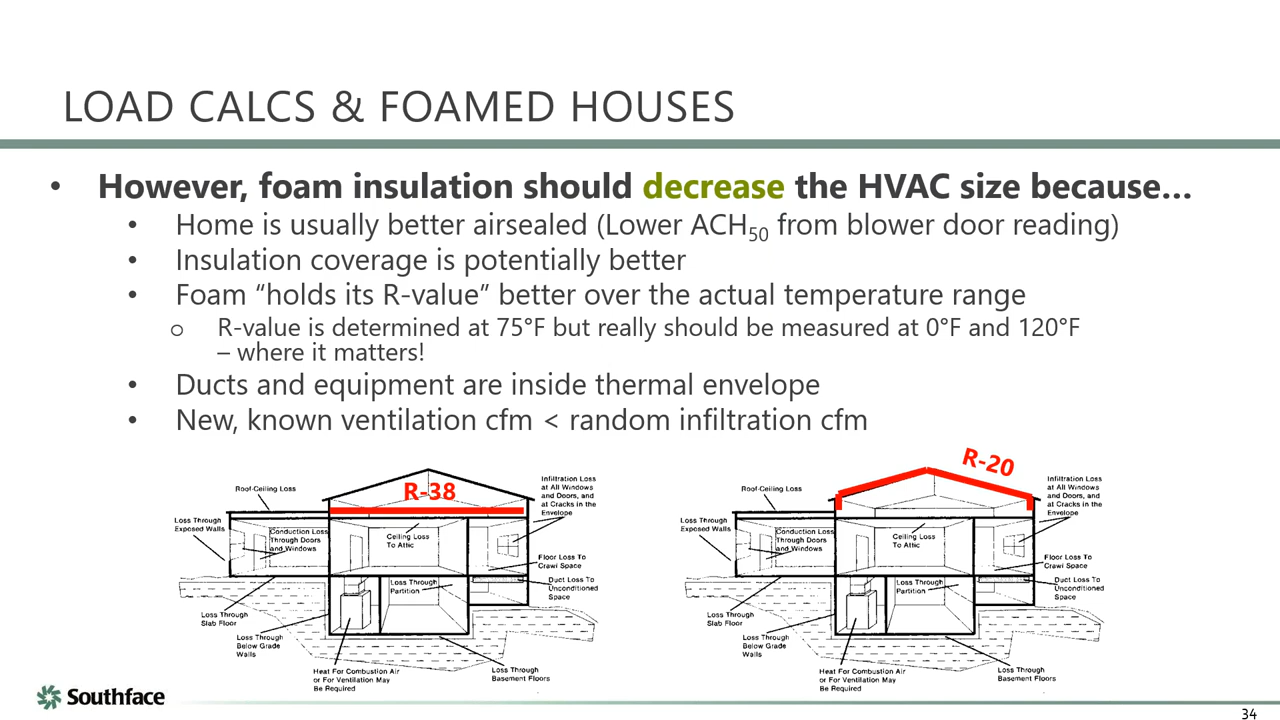 LOAD CALCS & FOAMED HOUSES
• However, foam insulation should decrease the HVAC size because…
• Home is usually better airsealed (Lower ACH50 from blower door reading)
• Insulation coverage is potentially better
• Foam “holds its R-value” better over the actual temperature range
o R-value is determined at 75°F but really should be measured at 0°F and 120°F
– where it matters!
• Ducts and equipment are inside thermal envelope
• New, known ventilation cfm < random infiltration cfm
R-38
Roof-Ceiling Loss
Infiltration Loss
at All Windows
and Doors, and
at Cracks in the
Envelope
Loss Through
Exposed Walls
Conduction Loss
Through Doors
and Windows
Ceiling Loss
To Attic
Floor Loss To
Crawl Space
Loss Through
Partition
Duct Loss To
Unconditioned
Space
Loss Through
Slab Floor
Loss Through
Below Grade
Walls
Heat For Combustion Air
or For Ventilation May
Be Required
Loss Through
Basement Floors
R-20
Roof-Ceiling Loss
Infiltration Loss
at All Windows
and Doors, and
at Cracks in the
Envelope
Loss Through
Exposed Walls
Conduction Loss
Through Doors
and Windows
Ceiling Loss
To Attic
Floor Loss To
Crawl Space
Loss Through
Partition
Duct Loss To
Unconditioned
Space
Loss Through
Slab Floor
Loss Through
Below Grade
Walls
Heat For Combustion Air
or For Ventilation May
Be Required
Loss Through
Basement Floors
Southface
34